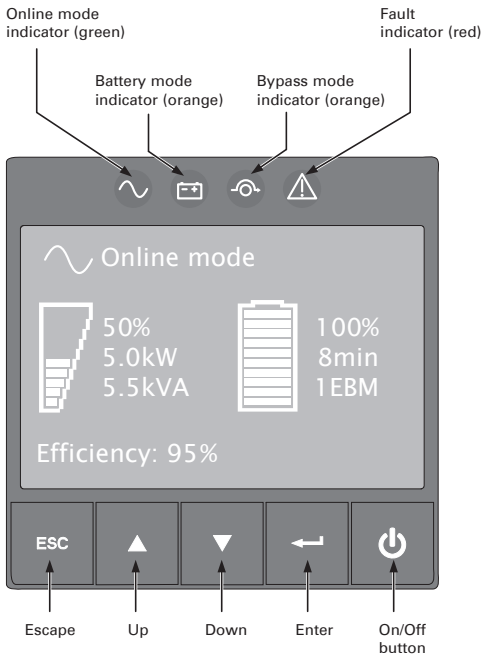 Online mode
indicator (green)
Fault
indicator (red)
Battery mode
indicator (orange)
Bypass mode
indicator (orange)
Online mode
50%
5.0kW
5.5kVA
100%
8min
1EBM
Efficiency: 95%
ESC
Escape
Up
Down
Enter
On/Off
button